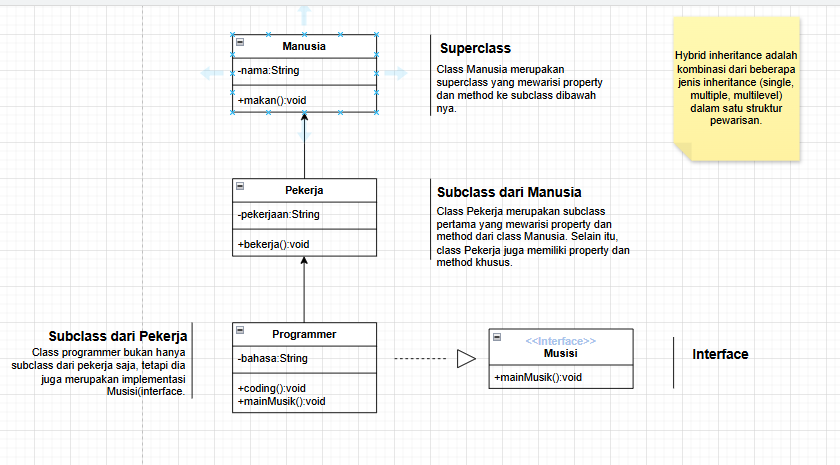 Manusia
-nama:String
+makan():void
Superclass
Class Manusia merupakan
superclass yang mewarisi property
dan method ke subclass dibawah
nya.
Hybrid inheritance adalah
kombinasi dari beberapa
jenis inheritance (single,
multiple, multilevel)
dalam satu struktur
pewarisan.
Pekerja
-pekerjaan:String
+bekerja():void
Subclass dari Manusia
Class Pekerja merupakan subclass
pertama yang mewarisi property dan
method dari class Manusia. Selain itu,
class Pekerja juga memiliki property dan
method khusus.
Subclass dari Pekerja
Class programmer bukan hanya
subclass dari pekerja saja, tetapi dia
juga merupakan implementasi
Musisi(interface.
Programmer
-bahasa:String
+coding():void
+mainMusik():void
<<Interface>>
Musisi
+mainMusik():void
Interface